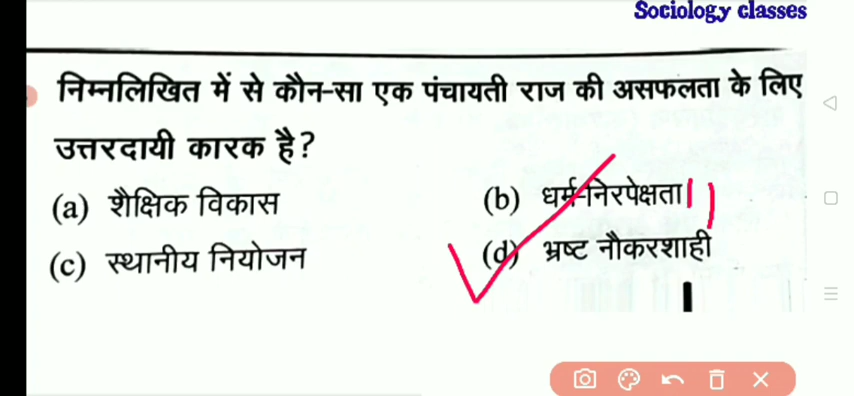 Sociology classes
निम्नलिखित में से कौन-सा एक पंचायती राज की असफलता के लिए
उत्तरदायी कारक है?
(a) शैक्षिक विकास
(b) धर्म-निरपेक्षता
(c) स्थानीय नियोजन
(d) भ्रष्ट नौकरशाही